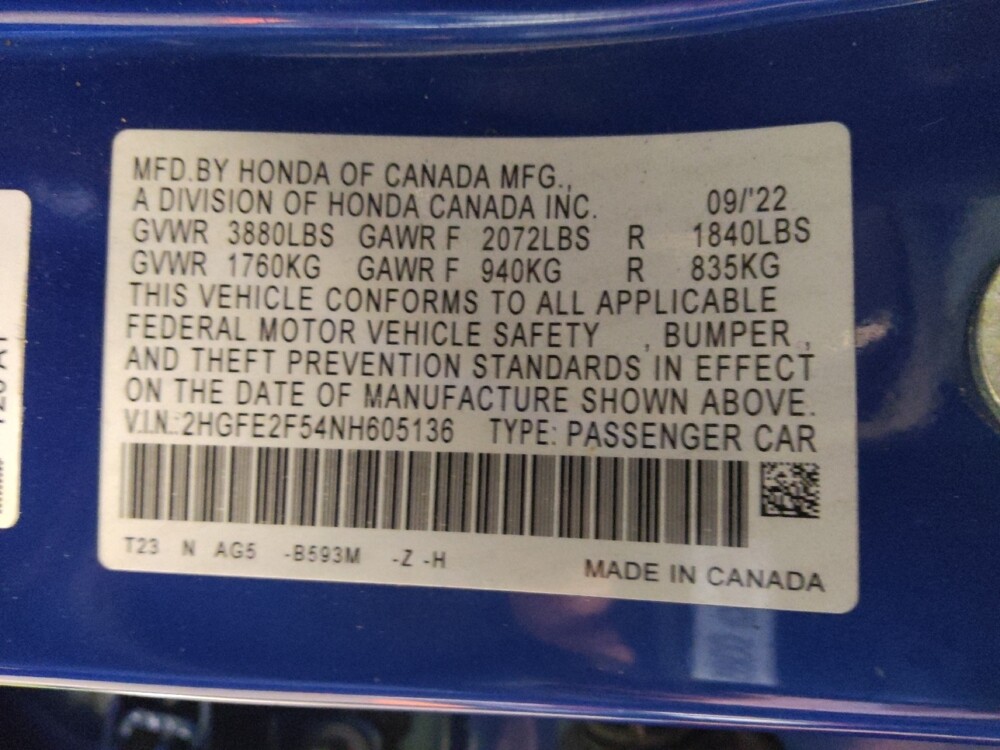 MFD.BY HONDA OF CANADA MFG.,
A DIVISION OF HONDA CANADA INC. 09/'22
GVWR 3880LBS GAWR F 2072LBS R 1840LBS
GVWR 1760KG GAWR F 940KG R 835KG
THIS VEHICLE CONFORMS TO ALL APPLICABLE
FEDERAL MOTOR VEHICLE SAFETY , BUMPER ,
AND THEFT PREVENTION STANDARDS IN EFFECT
ON THE DATE OF MANUFACTURE SHOWN ABOVE.
V.I.N.:2HGFE2F54NH605136 TYPE: PASSENGER CAR
T23 N AG5 -B593M -Z -H
MADE IN CANADA